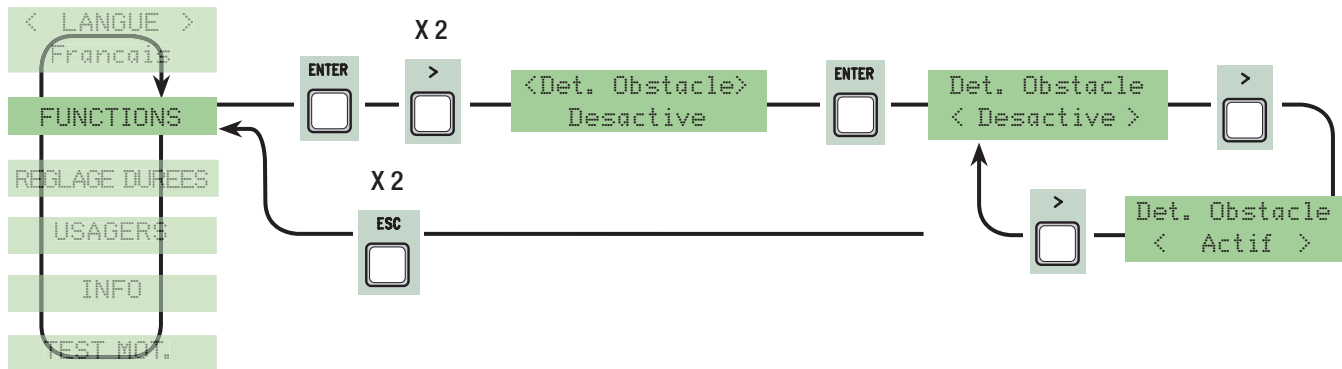 < LANGUE >
Francais
FUNCTIONS
REGLAGE DUREES
USAGERS
INFO
TEST MOT.
ENTER
X 2
>
<Det. Obstacle>
Desactive
ENTER
Det. Obstacle
< Desactive >
>
Det. Obstacle
< Actif >
>
X 2
ESC